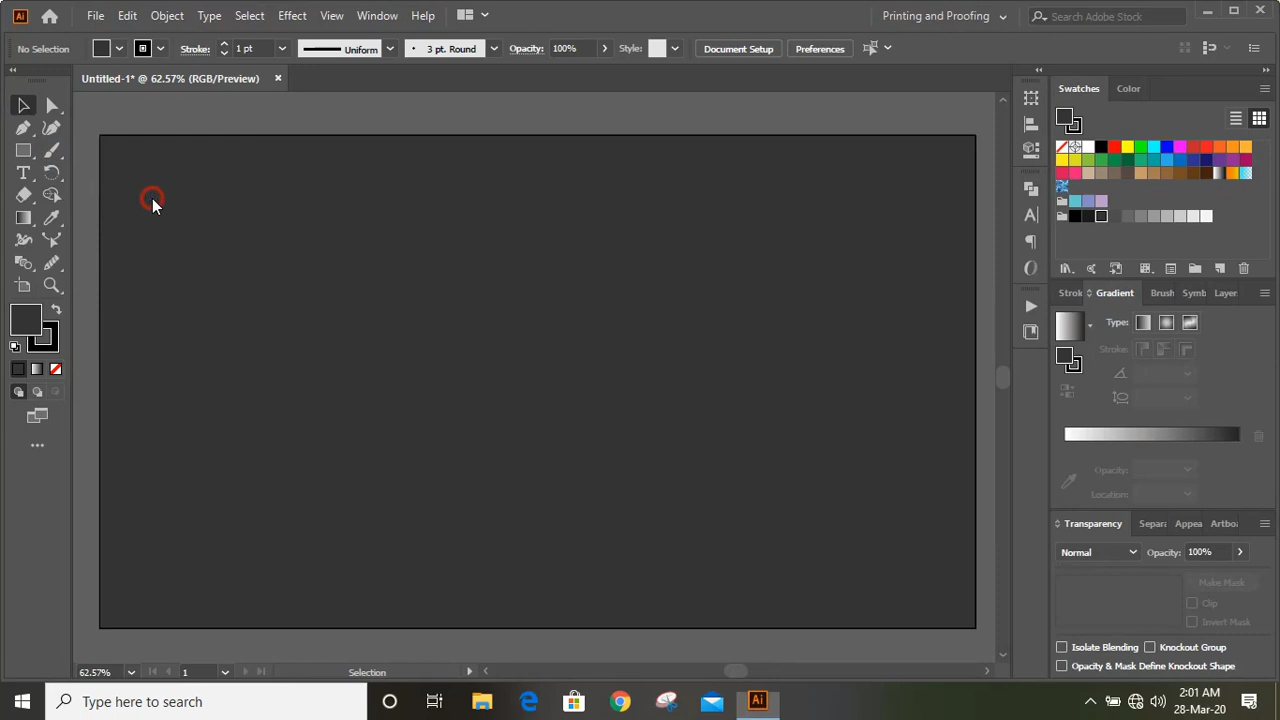 Ai File Edit Object Type Select Effect View Window Help Printing and Proofing Search Adobe Stock
No Selection Stroke: 1 pt Uniform 3 pt. Round Opacity: 100% Style: Document Setup Preferences
Untitled-1* @ 62.57% (RGB/Preview)
Swatches Color
Strok Gradient Brush Symb Layer
Type:
Stroke:
Opacity:
Location:
Transparency Separa Appea Artboa
Normal Opacity: 100%
Make Mask
Clip
Invert Mask
Isolate Blending Knockout Group
Opacity & Mask Define Knockout Shape
62.57% 1 Selection
Type here to search Ai 2:01 AM
28-Mar-20